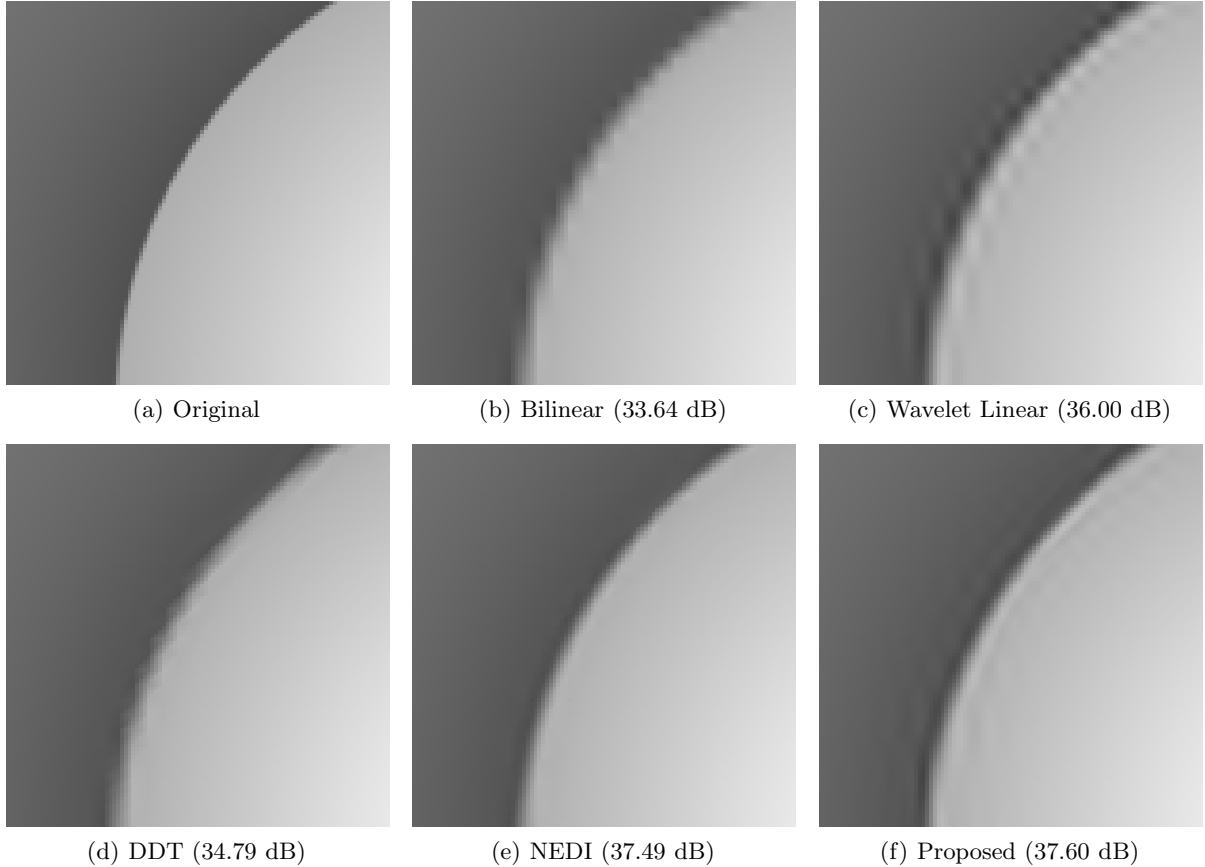 (a) Original
(b) Bilinear (33.64 dB)
(c) Wavelet Linear (36.00 dB)
(d) DDT (34.79 dB)
(e) NEDI (37.49 dB)
(f) Proposed (37.60 dB)